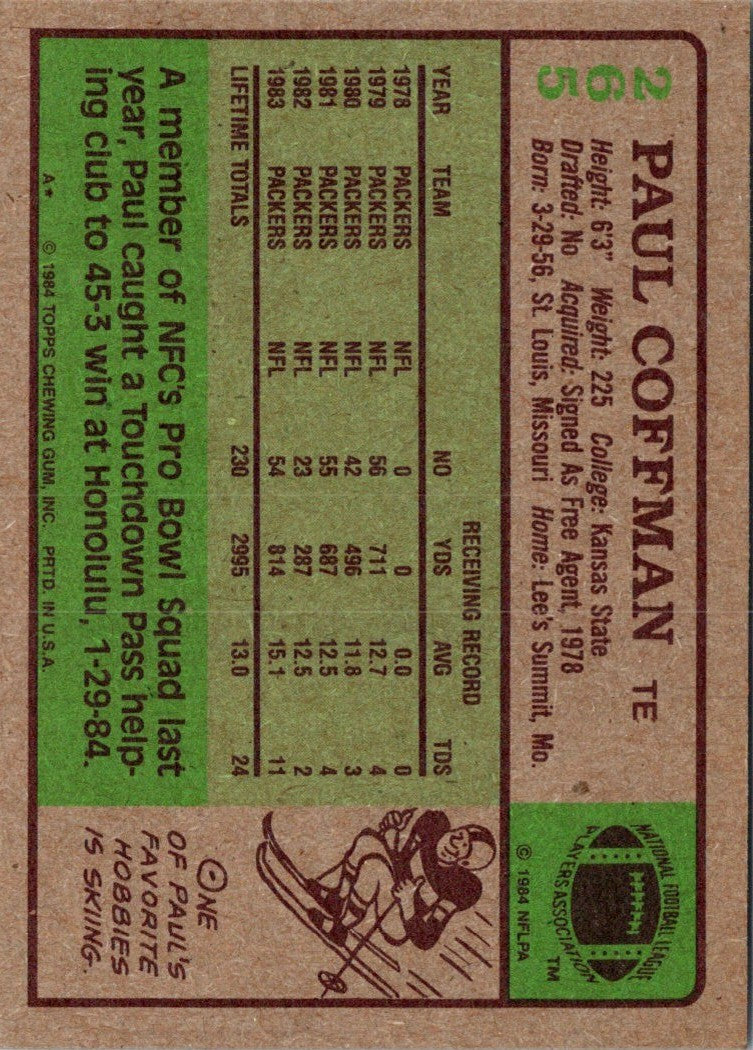 265
PAUL COFFMAN TE
Height: 6'3" Weight: 225 College: Kansas State
Drafted: No Acquired: Signed As Free Agent, 1978
Born: 3-29-56, St. Louis, Missouri Home: Lee's Summit, Mo.
NATIONAL FOOTBALL LEAGUE
PLAYERS ASSOCIATION
TM
© 1984 NFLPA
RECEIVING RECORD
YEAR TEAM NO YDS AVG TDS
1978 PACKERS NFL 0 0 0.0 0
1979 PACKERS NFL 56 711 12.7 4
1980 PACKERS NFL 42 496 11.8 3
1981 PACKERS NFL 55 687 12.5 4
1982 PACKERS NFL 23 287 12.5 2
1983 PACKERS NFL 54 814 15.1 11
LIFETIME TOTALS 230 2995 13.0 24
A member of NFC's Pro Bowl Squad last
year, Paul caught a Touchdown Pass help-
ing club to 45-3 win at Honolulu, 1-29-84.
A* © 1984 TOPPS CHEWING GUM, INC. PRTD. IN U.S.A.
ONE
OF PAUL'S
FAVORITE
HOBBIES
IS SKIING.